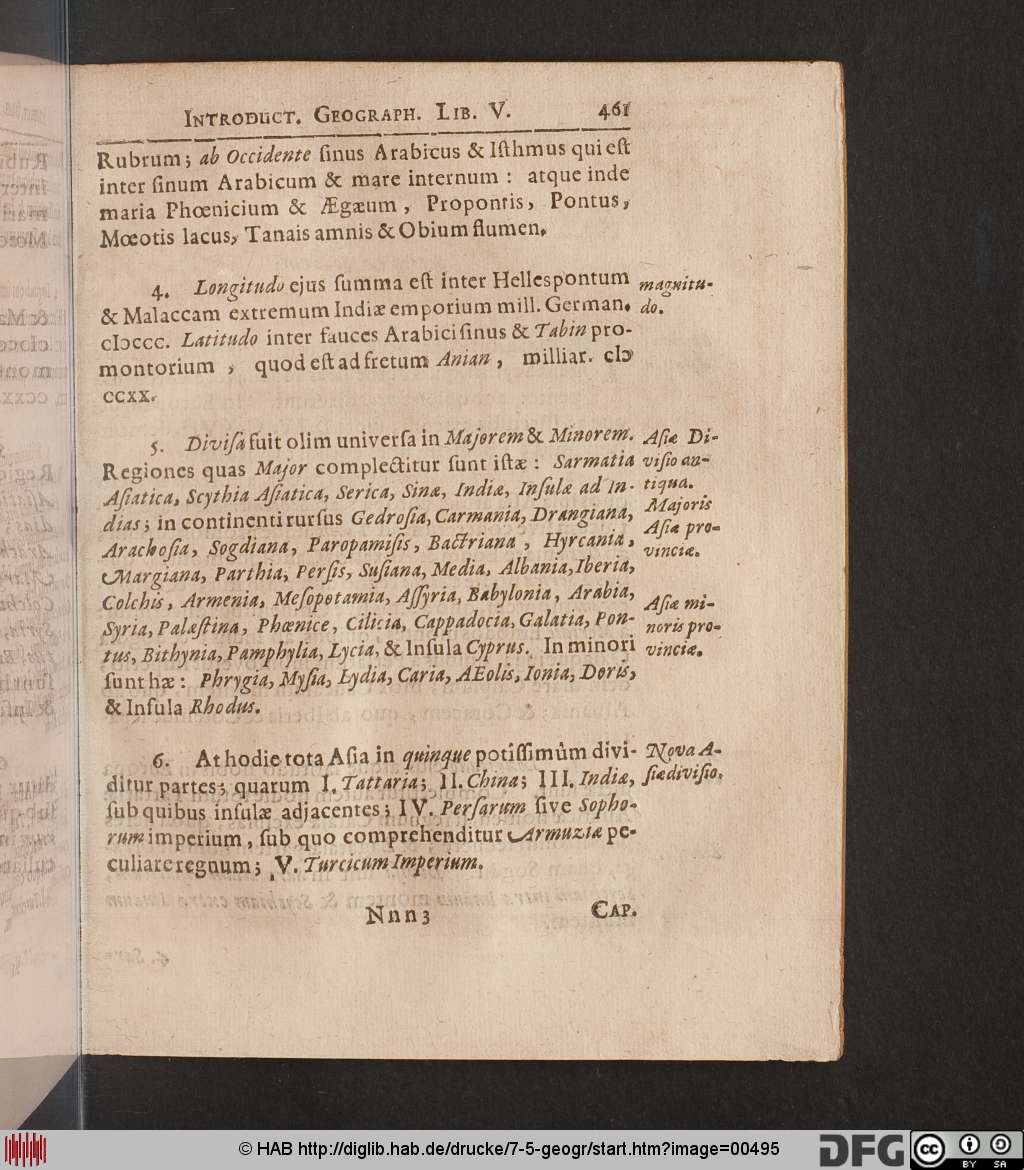 INTRODUCT. GEOGRAPH. LIB. V. 461
Rubrum; ab Occidente ſinus Arabicus & Iſthmus qui eſt
inter ſinum Arabicum & mare internum : atque inde
maria Phœnicium & Ægæum, Propontis, Pontus,
Mœotis lacus, Tanais amnis & Obium flumen.
4. Longitudo ejus ſumma eſt inter Hellespontum
& Malaccam extremum Indiæ emporium mill. German.
cIɔccc. Latitudo inter fauces Arabici ſinus & Tabin pro-
montorium, quod eſt ad fretum Anian, milliar. cIɔ
ccxx.
magnitu-
do.
5. Diviſa fuit olim univerſa in Majorem & Minorem.
Regiones quas Major complectitur ſunt iſtæ: Sarmatia
Aſiatica, Scythia Aſiatica, Serica, Sinæ, Indiæ, Inſulæ ad In-
dias; in continenti rurſus Gedroſia, Carmania, Drangiana,
Arachoſia, Sogdiana, Paropamiſis, Bactriana, Hyrcania,
Margiana, Parthia, Perſis, Suſiana, Media, Albania, Iberia,
Colchis, Armenia, Meſopotamia, Aſſyria, Babylonia, Arabia,
Syria, Palæſtina, Phœnice, Cilicia, Cappadocia, Galatia, Pon-
tus, Bithynia, Pamphylia, Lycia, & Inſula Cyprus. In minori
ſunt hæ: Phrygia, Myſia, Lydia, Caria, AEolis, Ionia, Doris,
& Inſula Rhodus.
Aſiæ Di-
viſio an-
tiqua.
Majoris
Aſiæ pro-
vinciæ.
Aſiæ mi-
noris pro-
vinciæ.
6. At hodie tota Aſia in quinque potiſſimùm divi-
ditur partes; quarum I. Tattaria; II. China; III. Indiæ,
ſub quibus inſulæ adjacentes; IV. Perſarum ſive Sopho-
rum imperium, ſub quo comprehenditur Armuziæ pe-
culiare regnum; V. Turcicum Imperium.
Nova A-
ſiæ diviſio.
Nnn3 CAP.
© HAB http://diglib.hab.de/drucke/7-5-geogr/start.htm?image=00495
DFG
cc BY SA